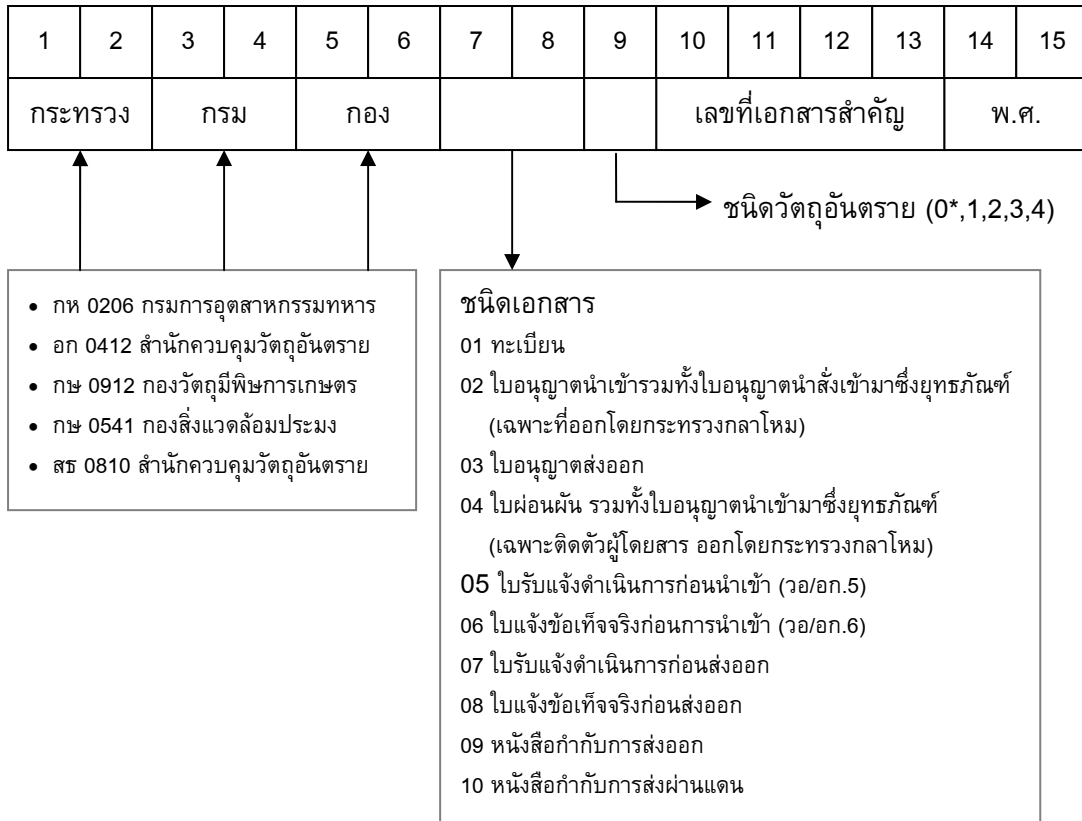 1 2 3 4 5 6 7 8 9 10 11 12 13 14 15
กระทรวง กรม กอง เลขที่เอกสารสำคัญ พ.ศ.
ชนิดวัตถุอันตราย (0*,1,2,3,4)
• กห 0206 กรมการอุตสาหกรรมทหาร
• อก 0412 สำนักควบคุมวัตถุอันตราย
• กษ 0912 กองวัตถุมีพิษการเกษตร
• กษ 0541 กองสิ่งแวดล้อมประมง
• สธ 0810 สำนักควบคุมวัตถุอันตราย
ชนิดเอกสาร
01 ทะเบียน
02 ใบอนุญาตนำเข้ารวมทั้งใบอนุญาตนำสั่งเข้ามาซึ่งยุทธภัณฑ์
(เฉพาะที่ออกโดยกระทรวงกลาโหม)
03 ใบอนุญาตส่งออก
04 ใบผ่อนผัน รวมทั้งใบอนุญาตนำเข้ามาซึ่งยุทธภัณฑ์
(เฉพาะติดตัวผู้โดยสาร ออกโดยกระทรวงกลาโหม)
05 ใบรับแจ้งดำเนินการก่อนนำเข้า (วอ/อก.5)
06 ใบแจ้งข้อเท็จจริงก่อนการนำเข้า (วอ/อก.6)
07 ใบรับแจ้งดำเนินการก่อนส่งออก
08 ใบแจ้งข้อเท็จจริงก่อนส่งออก
09 หนังสือกำกับการส่งออก
10 หนังสือกำกับการส่งผ่านแดน